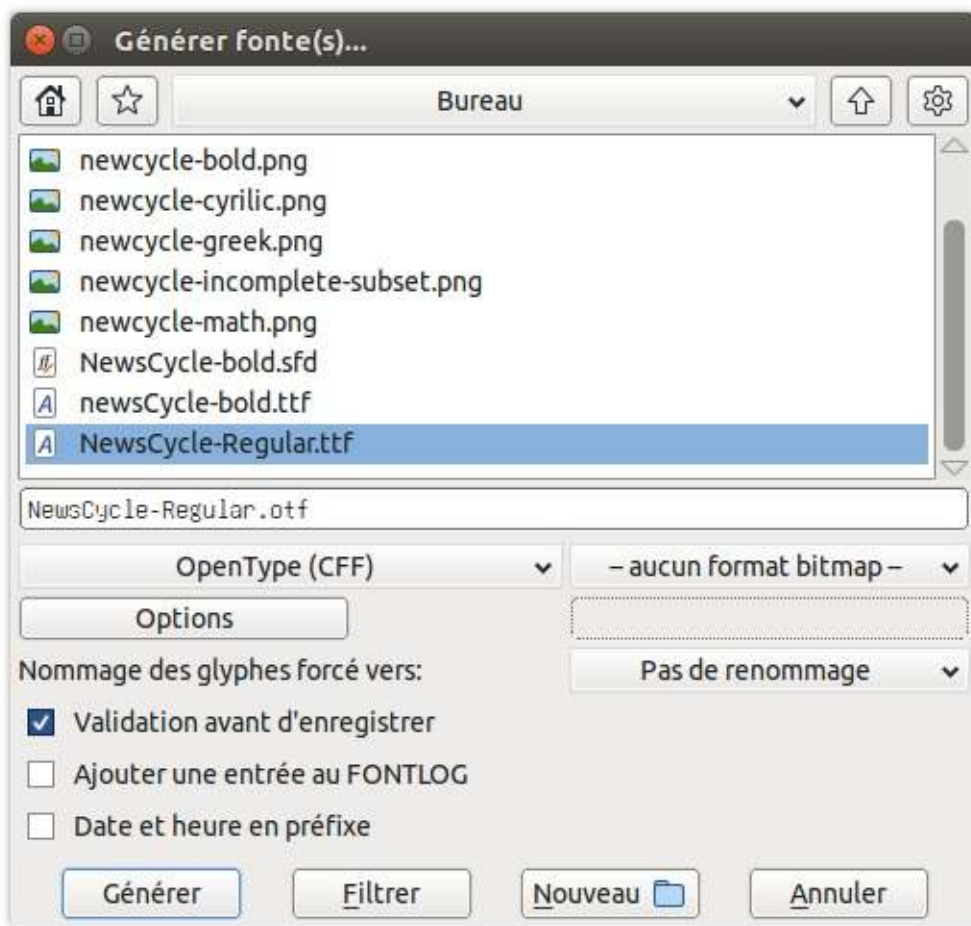 Générer fonte(s)...
Bureau
newcycle-bold.png
newcycle-cyrilic.png
newcycle-greek.png
newcycle-incomplete-subset.png
newcycle-math.png
NewsCycle-bold.sfd
newsCycle-bold.ttf
NewsCycle-Regular.ttf
NewsCycle-Regular.otf
OpenType (CFF) – aucun format bitmap –
Options
Nommage des glyphes forcé vers: Pas de renommage
Validation avant d'enregistrer
Ajouter une entrée au FONTLOG
Date et heure en préfixe
Générer Filtrer Nouveau Annuler